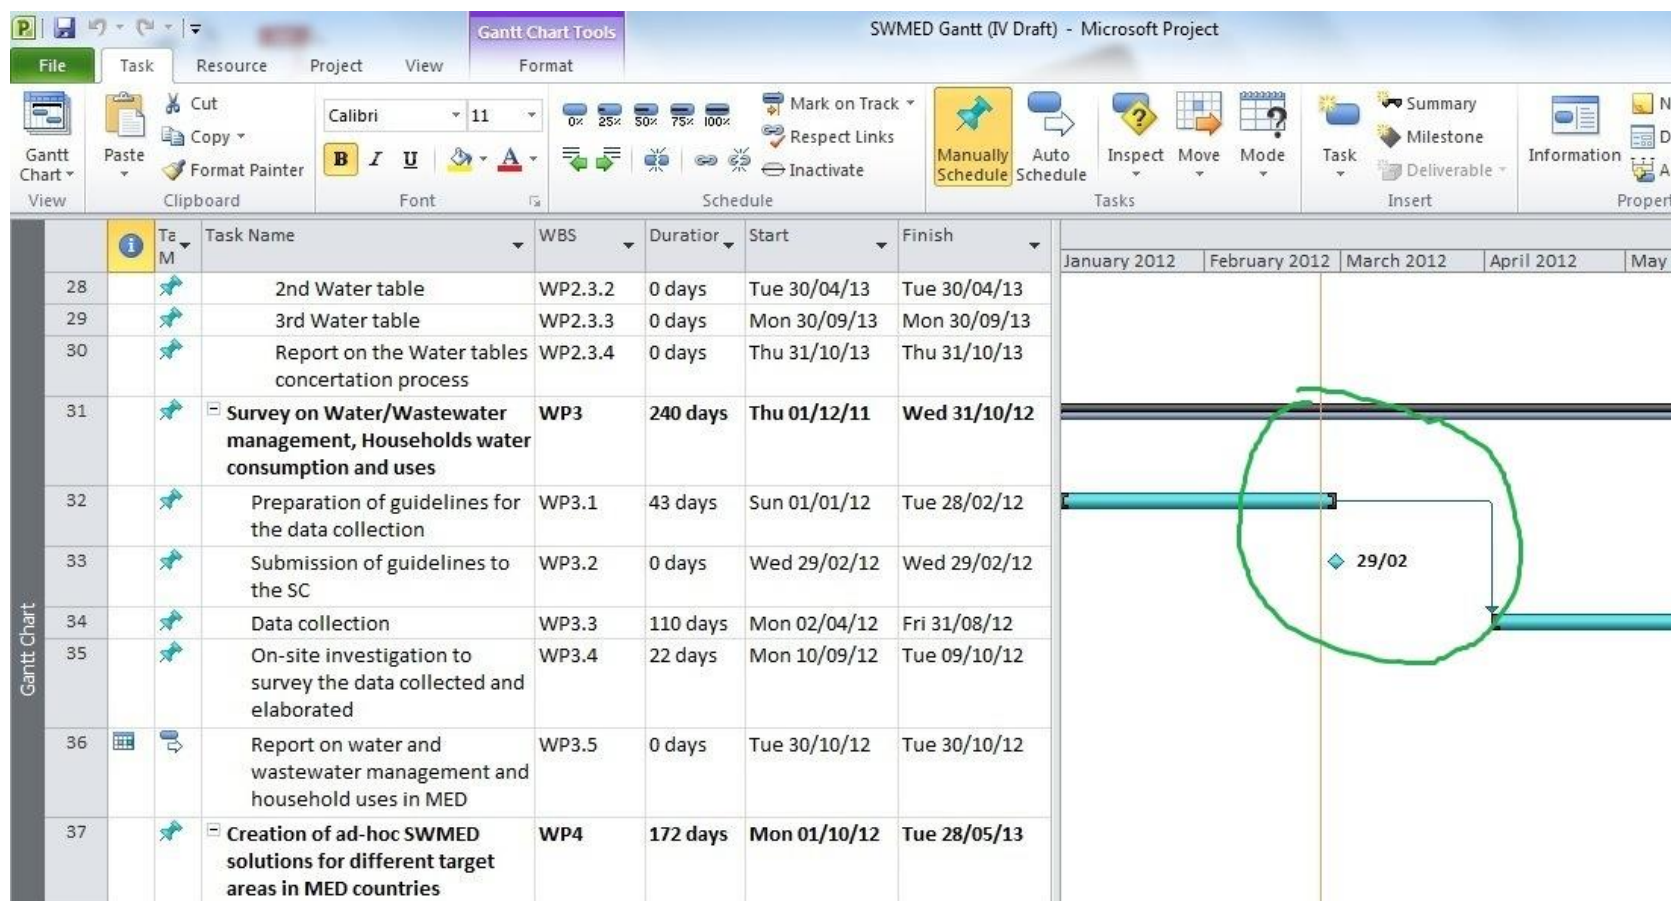 SWMED Gantt (IV Draft) - Microsoft Project
Gantt Chart Tools
File Task Resource Project View Format
Gantt Chart
View
Paste
Cut
Copy
Format Painter
Clipboard
Calibri 11
B I U A
Font
0% 25% 50% 75% 100%
Mark on Track
Respect Links
Inactivate
Schedule
Manually Schedule
Auto Schedule
Inspect
Move
Mode
Tasks
Task
Summary
Milestone
Deliverable
Insert
Information
Task Name WBS Start Finish
January 2012 February 2012 March 2012 April 2012 May
28 2nd Water table WP2.3.2 0 days Tue 30/04/13 Tue 30/04/13
29 3rd Water table WP2.3.3 0 days Mon 30/09/13 Mon 30/09/13
30 Report on the Water tables WP2.3.4 0 days Thu 31/10/13 Thu 31/10/13
concertation process
31 Survey on Water/Wastewater WP3 240 days Thu 01/12/11 Wed 31/10/12
management, Households water
consumption and uses
32 Preparation of guidelines for WP3.1 43 days Sun 01/01/12 Tue 28/02/12
the data collection
33 Submission of guidelines to WP3.2 0 days Wed 29/02/12 Wed 29/02/12 29/02
the SC
34 Data collection WP3.3 110 days Mon 02/04/12 Fri 31/08/12
35 On-site investigation to WP3.4 22 days Mon 10/09/12 Tue 09/10/12
survey the data collected and
elaborated
36 Report on water and WP3.5 0 days Tue 30/10/12 Tue 30/10/12
wastewater management and
household uses in MED
37 Creation of ad-hoc SWMED WP4 172 days Mon 01/10/12 Tue 28/05/13
solutions for different target
areas in MED countries
Gantt Chart